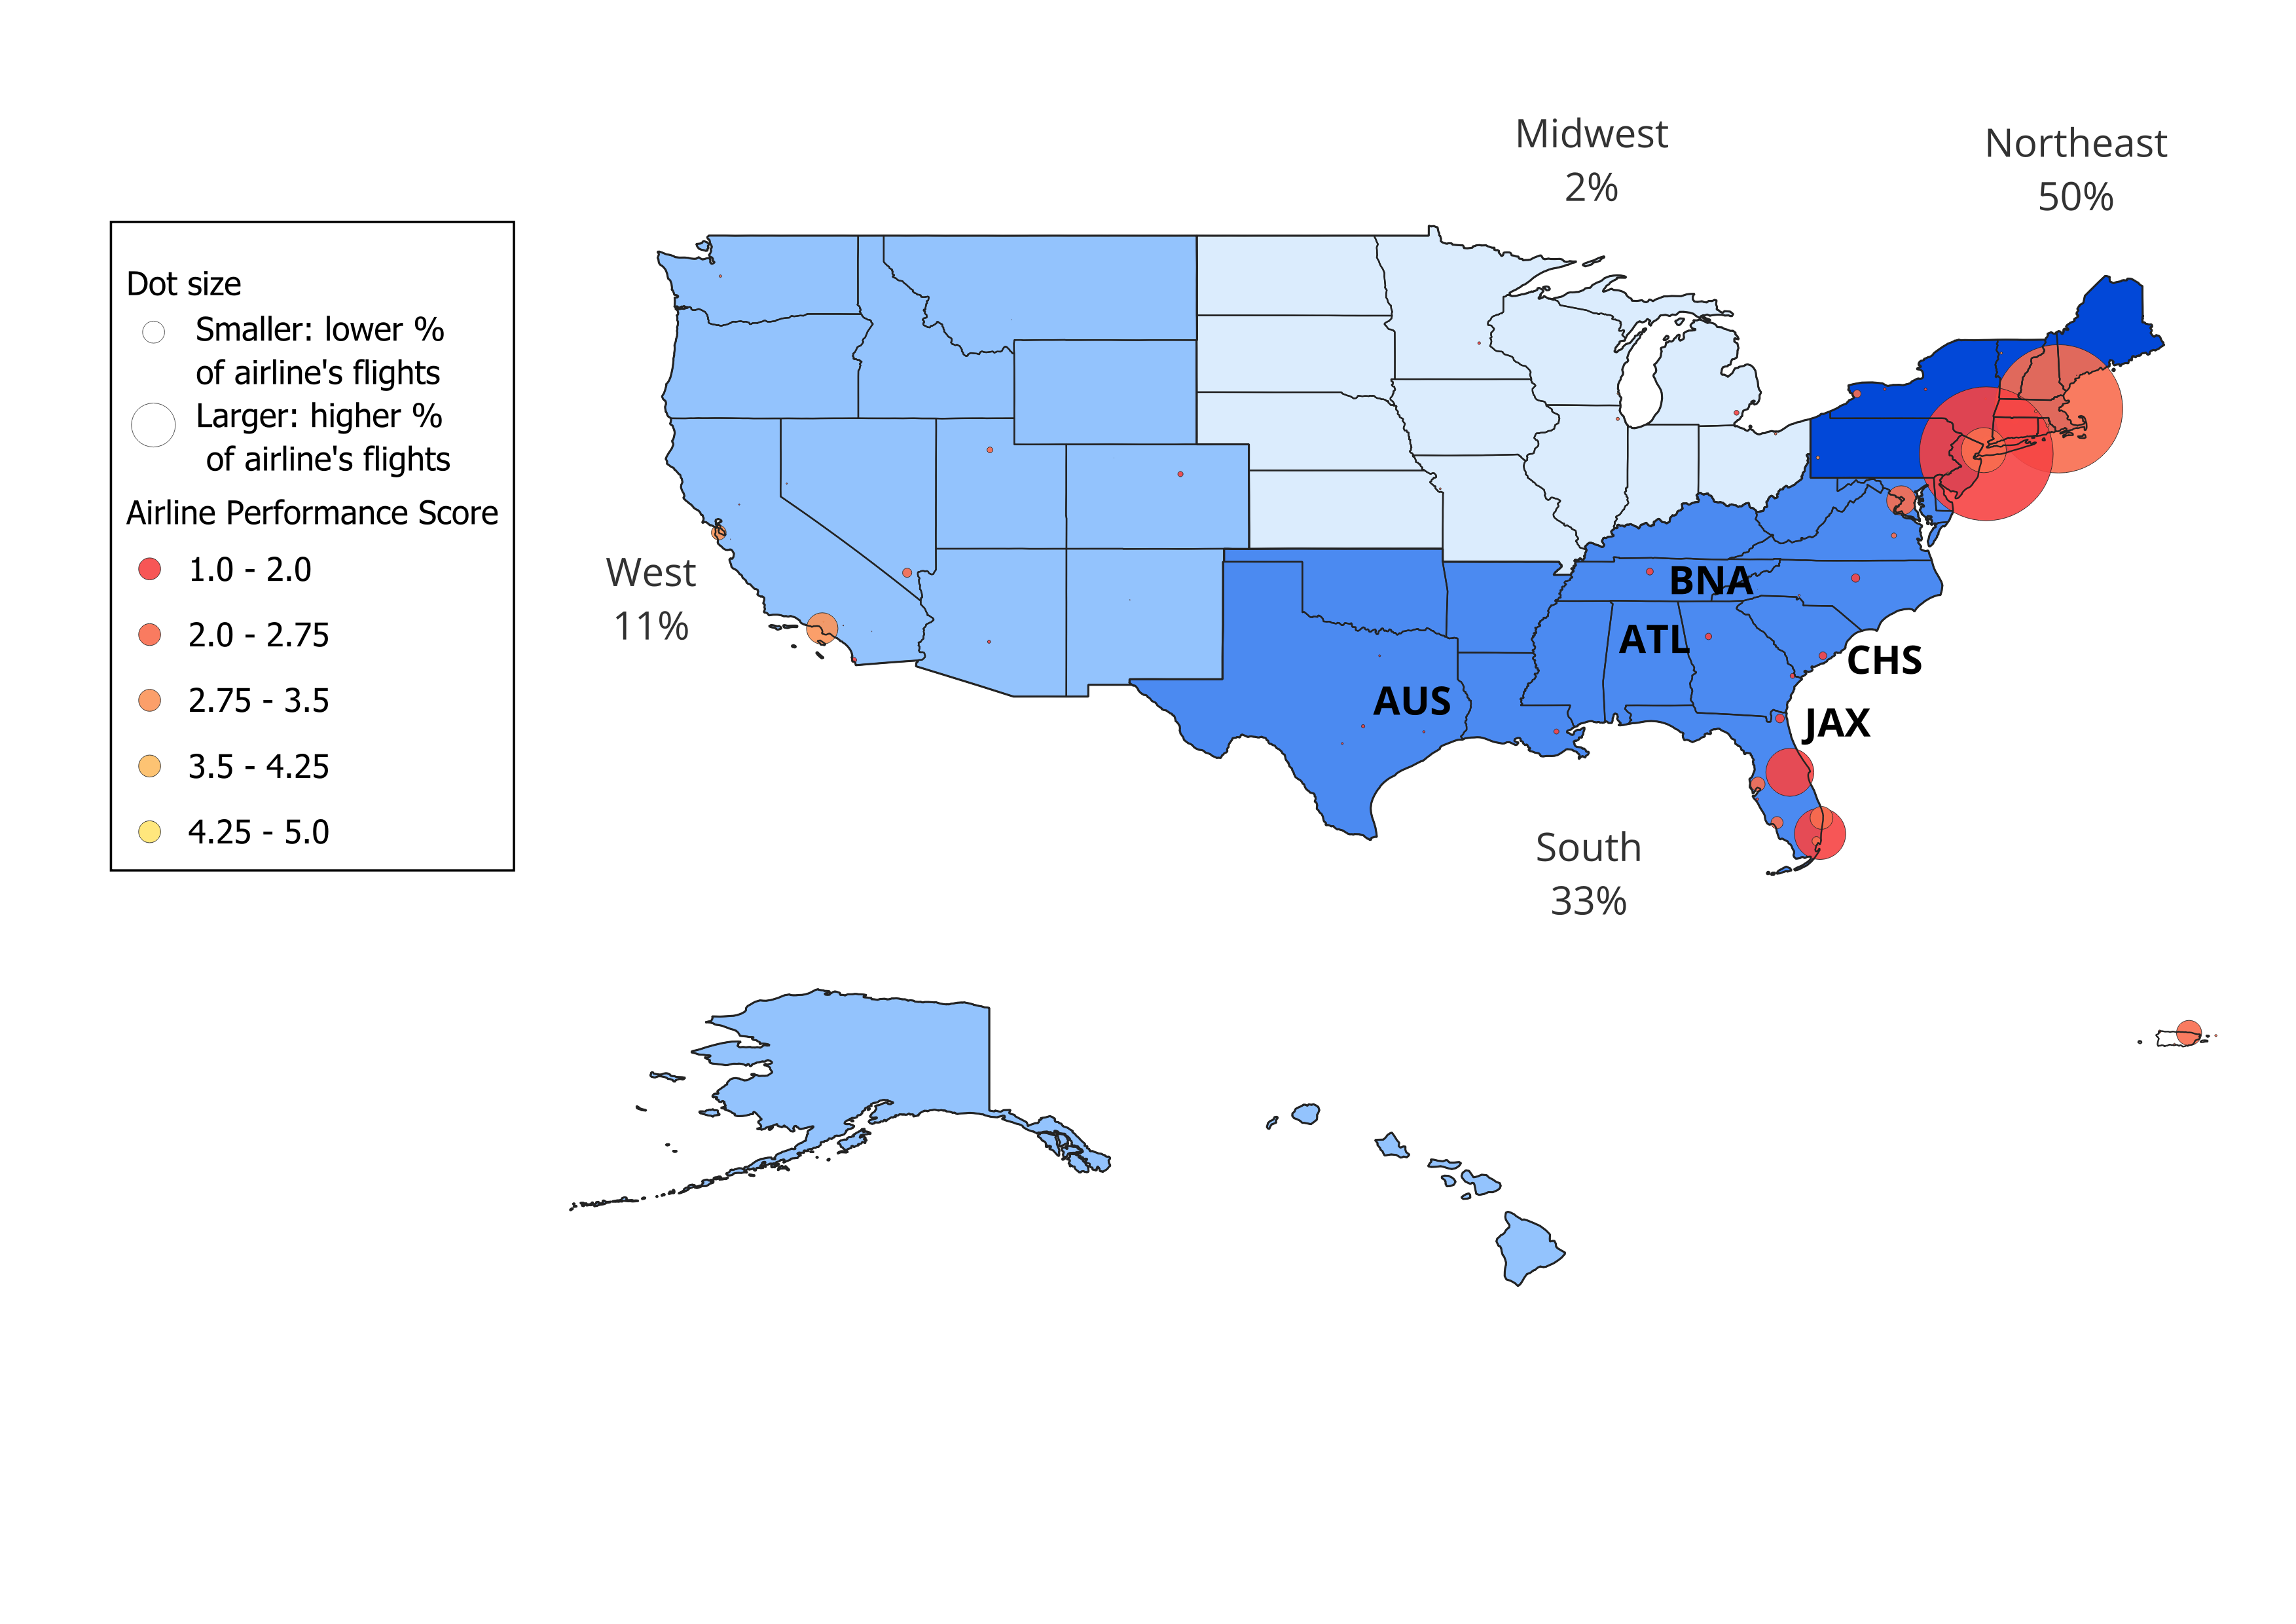 Midwest
2%
Northeast
50%
Dot size
Smaller: lower %
of airline's flights
Larger: higher %
of airline's flights
Airline Performance Score
1.0 - 2.0
2.0 - 2.75
2.75 - 3.5
3.5 - 4.25
4.25 - 5.0
West
11%
BNA
ATL
CHS
AUS
JAX
South
33%